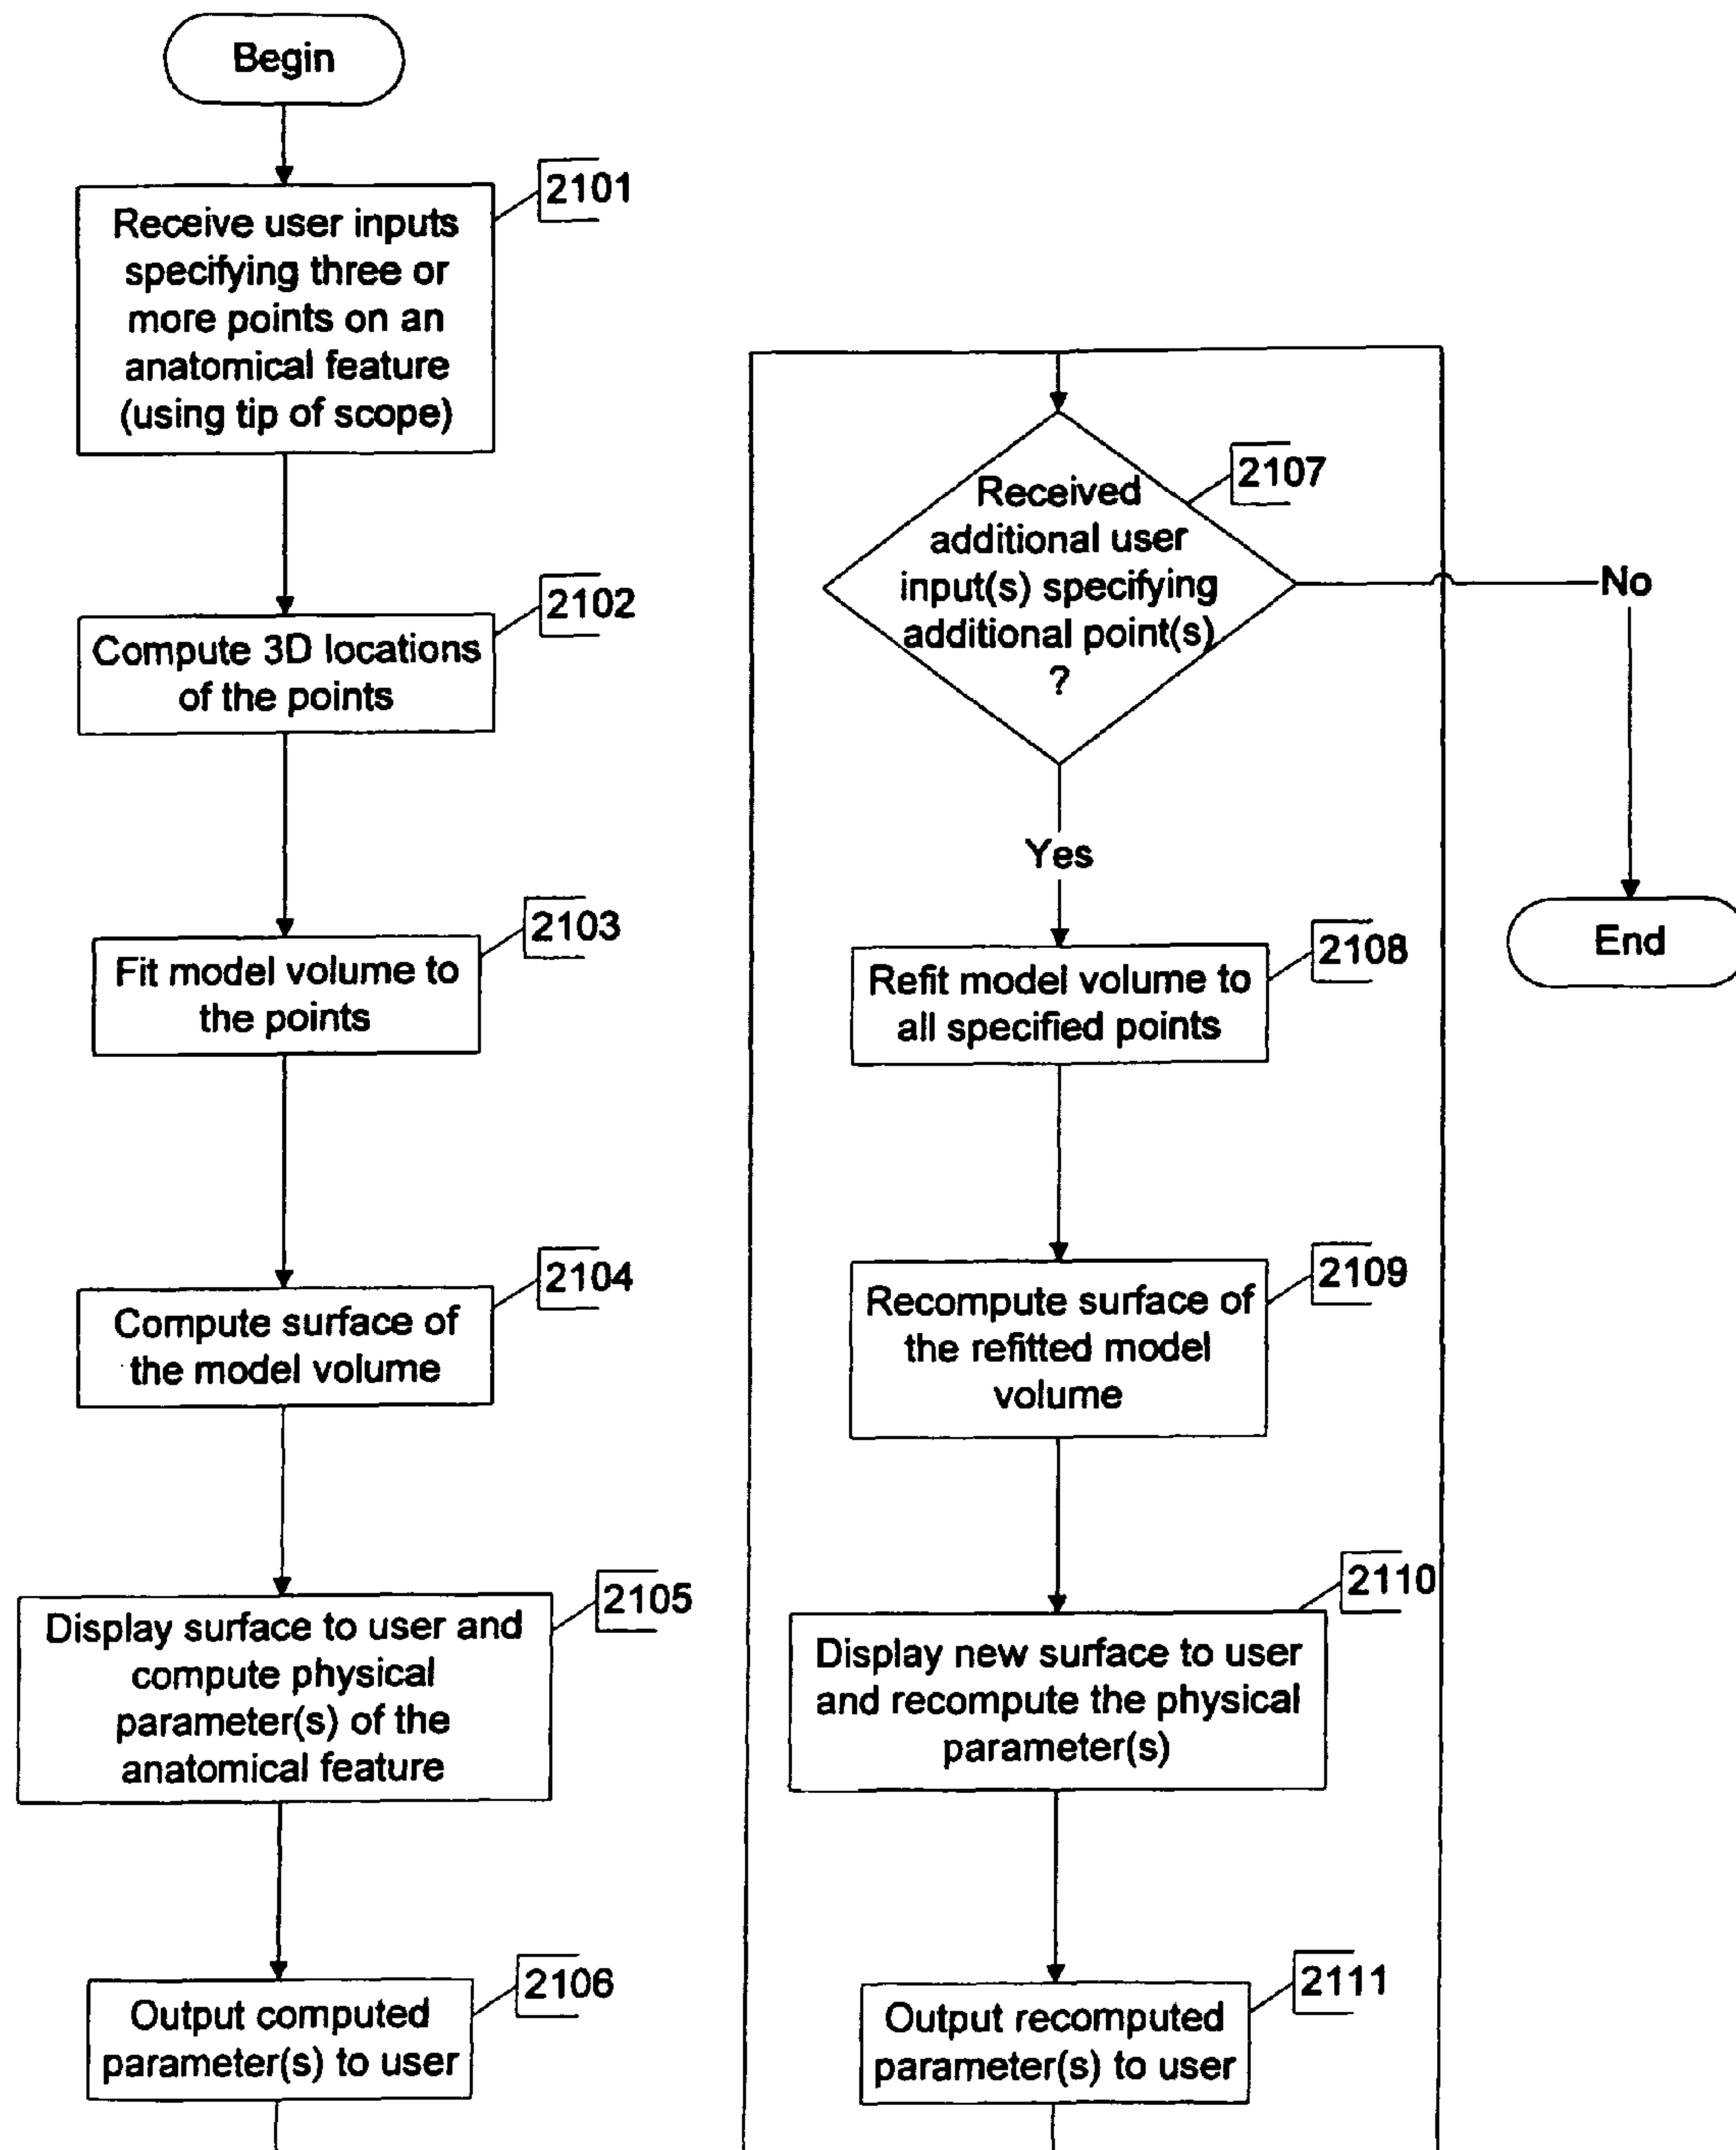 Begin
2101
Receive user inputs
specifying three or
more points on an
anatomical feature
(using tip of scope)
2102
Compute 3D locations
of the points
2103
Fit model volume to
the points
2104
Compute surface of
the model volume
2105
Display surface to user and
compute physical
parameter(s) of the
anatomical feature
2106
Output computed
parameter(s) to user
2107
Received
additional user
input(s) specifying
additional point(s)
?
No
Yes
End
2108
Refit model volume to
all specified points
2109
Recompute surface of
the refitted model
volume
2110
Display new surface to user
and recompute the physical
parameter(s)
2111
Output recomputed
parameter(s) to user